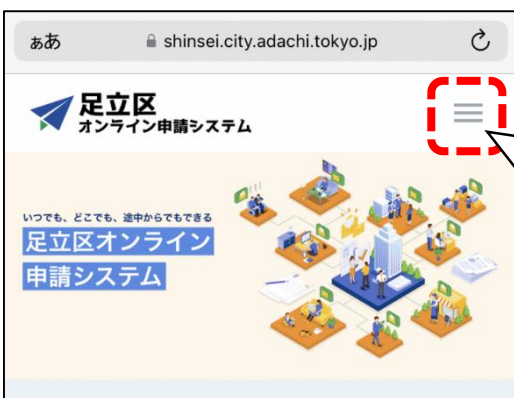 ああ
shinsei.city.adachi.tokyo.jp
足立区
オンライン申請システム
いつでも、どこでも、途中からでもできる
足立区オンライン
申請システム